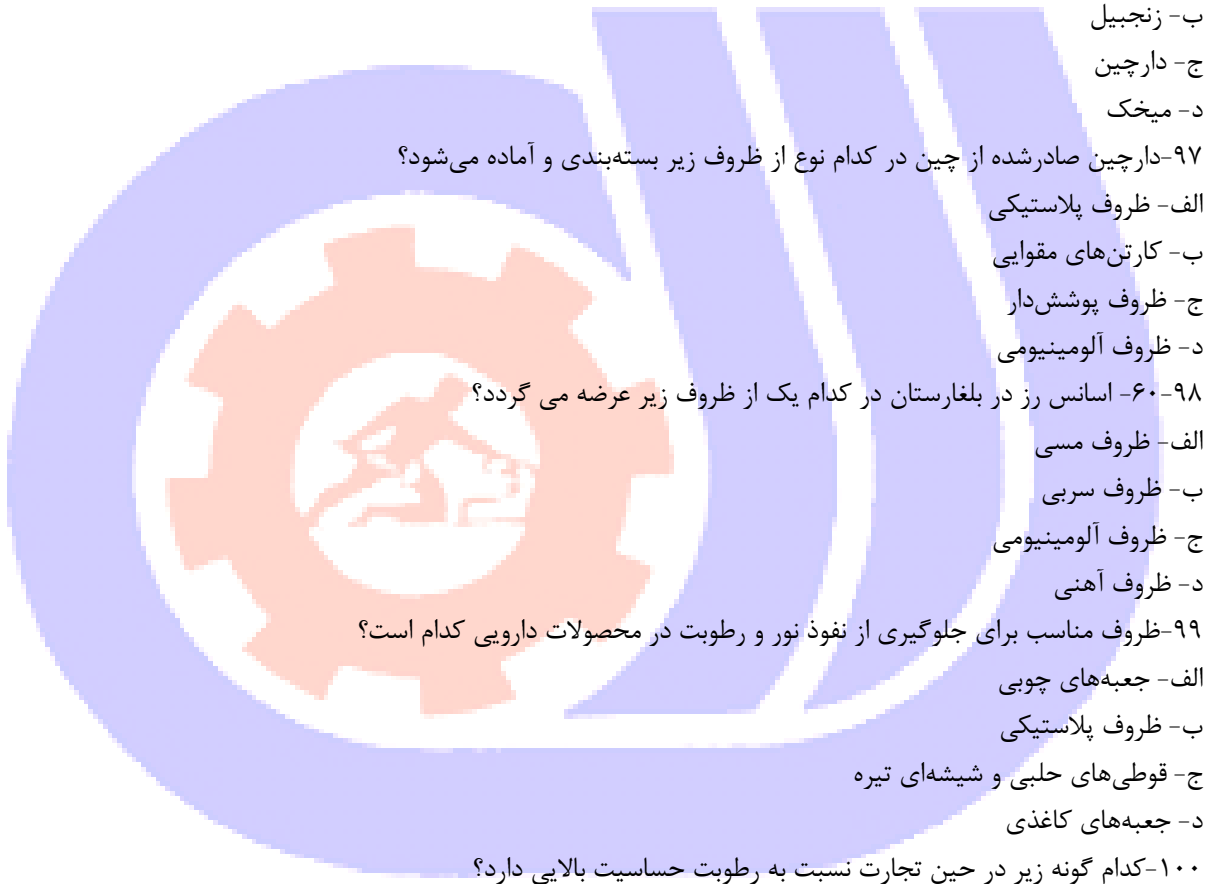 ب- زنجبیل
ج- دارچین
د- میخک
۹۷-دارچین صادرشده از چین در کدام نوع از ظروف زیر بسته‌بندی و آماده می‌شود؟
الف- ظروف پلاستیکی
ب- کارتن‌های مقوایی
ج- ظروف پوشش‌دار
د- ظروف آلومینیومی
۹۸-۶۰- اسانس رز در بلغارستان در کدام یک از ظروف زیر عرضه می گردد؟
الف- ظروف مسی
ب- ظروف سربی
ج- ظروف آلومینیومی
د- ظروف آهنی
۹۹-ظروف مناسب برای جلوگیری از نفوذ نور و رطوبت در محصولات دارویی کدام است؟
الف- جعبه‌های چوبی
ب- ظروف پلاستیکی
ج- قوطی‌های حلبی و شیشه‌ای تیره
د- جعبه‌های کاغذی
۱۰۰-کدام گونه زیر در حین تجارت نسبت به رطوبت حساسیت بالایی دارد؟